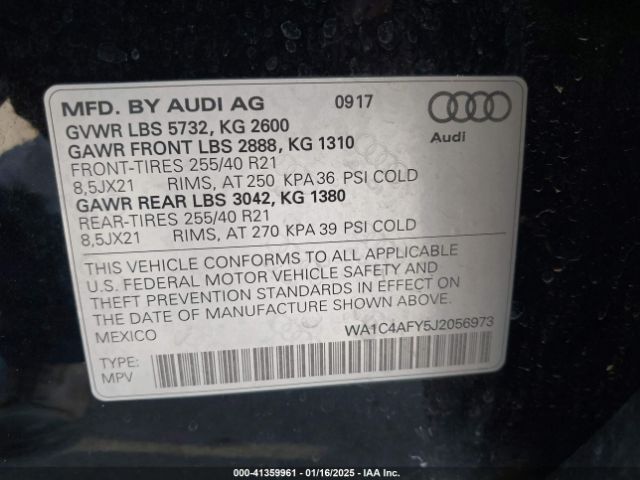 MFD. BY AUDI AG 0917
Audi
GVWR LBS 5732, KG 2600
GAWR FRONT LBS 2888, KG 1310
FRONT-TIRES 255/40 R21
8,5JX21 RIMS, AT 250 KPA 36 PSI COLD
GAWR REAR LBS 3042, KG 1380
REAR-TIRES 255/40 R21
8,5JX21 RIMS, AT 270 KPA 39 PSI COLD
THIS VEHICLE CONFORMS TO ALL APPLICABLE
U.S. FEDERAL MOTOR VEHICLE SAFETY AND
THEFT PREVENTION STANDARDS IN EFFECT ON
THE DATE OF MANUFACTURE SHOWN ABOVE.
MEXICO WA1C4AFY5J2056973
TYPE:
MPV
000-41359961 - 01/16/2025 - IAAI.COM